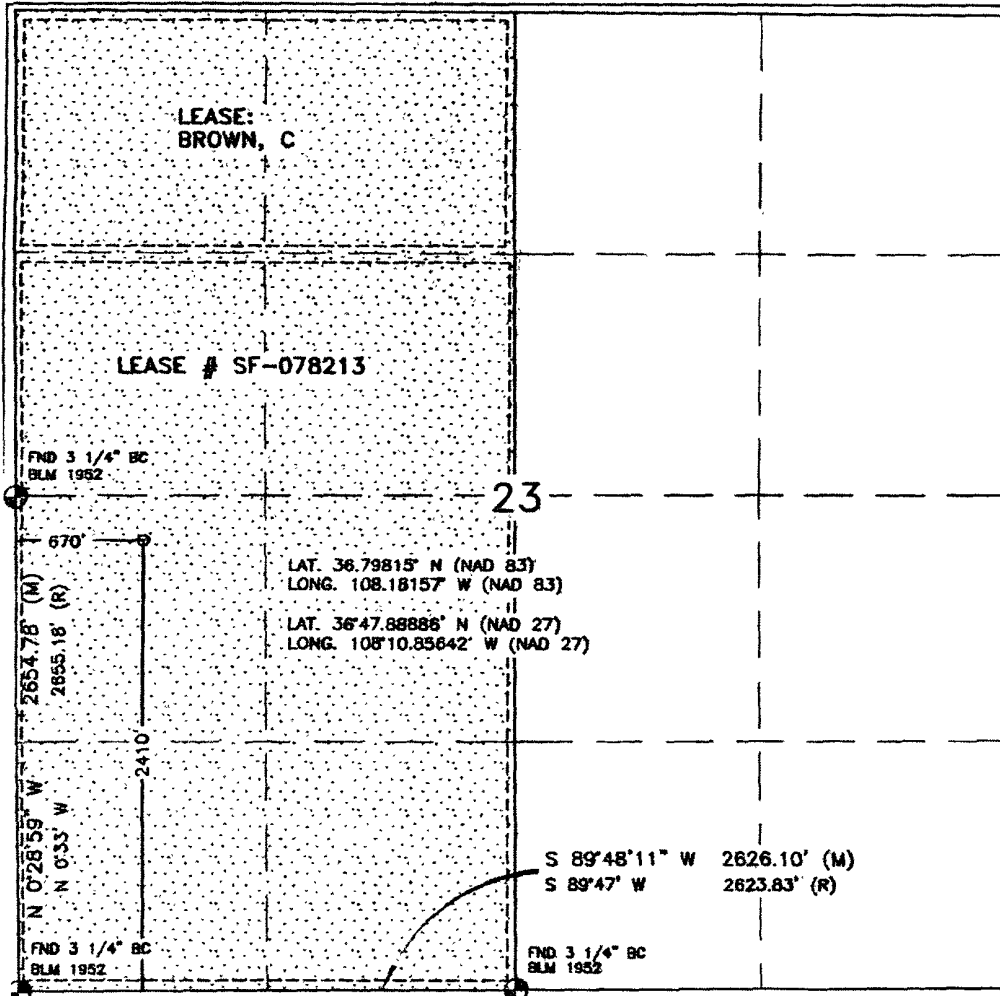 LEASE:
BROWN, C
LEASE # SF-078213
FND 3 1/4" BC
BLM 1952
23
670'
LAT. 36.79815° N (NAD 83)
LONG. 108.18157° W (NAD 83)
LAT. 36°47.88886' N (NAD 27)
LONG. 108°10.85642' W (NAD 27)
2654.78' (M)
2655.18' (R)
2410'
N 0°28'59" W
N 0°33' W
S 89°48'11" W 2626.10' (M)
S 89°47' W 2623.83' (R)
FND 3 1/4" BC
BLM 1952
FND 3 1/4" BC
BLM 1952